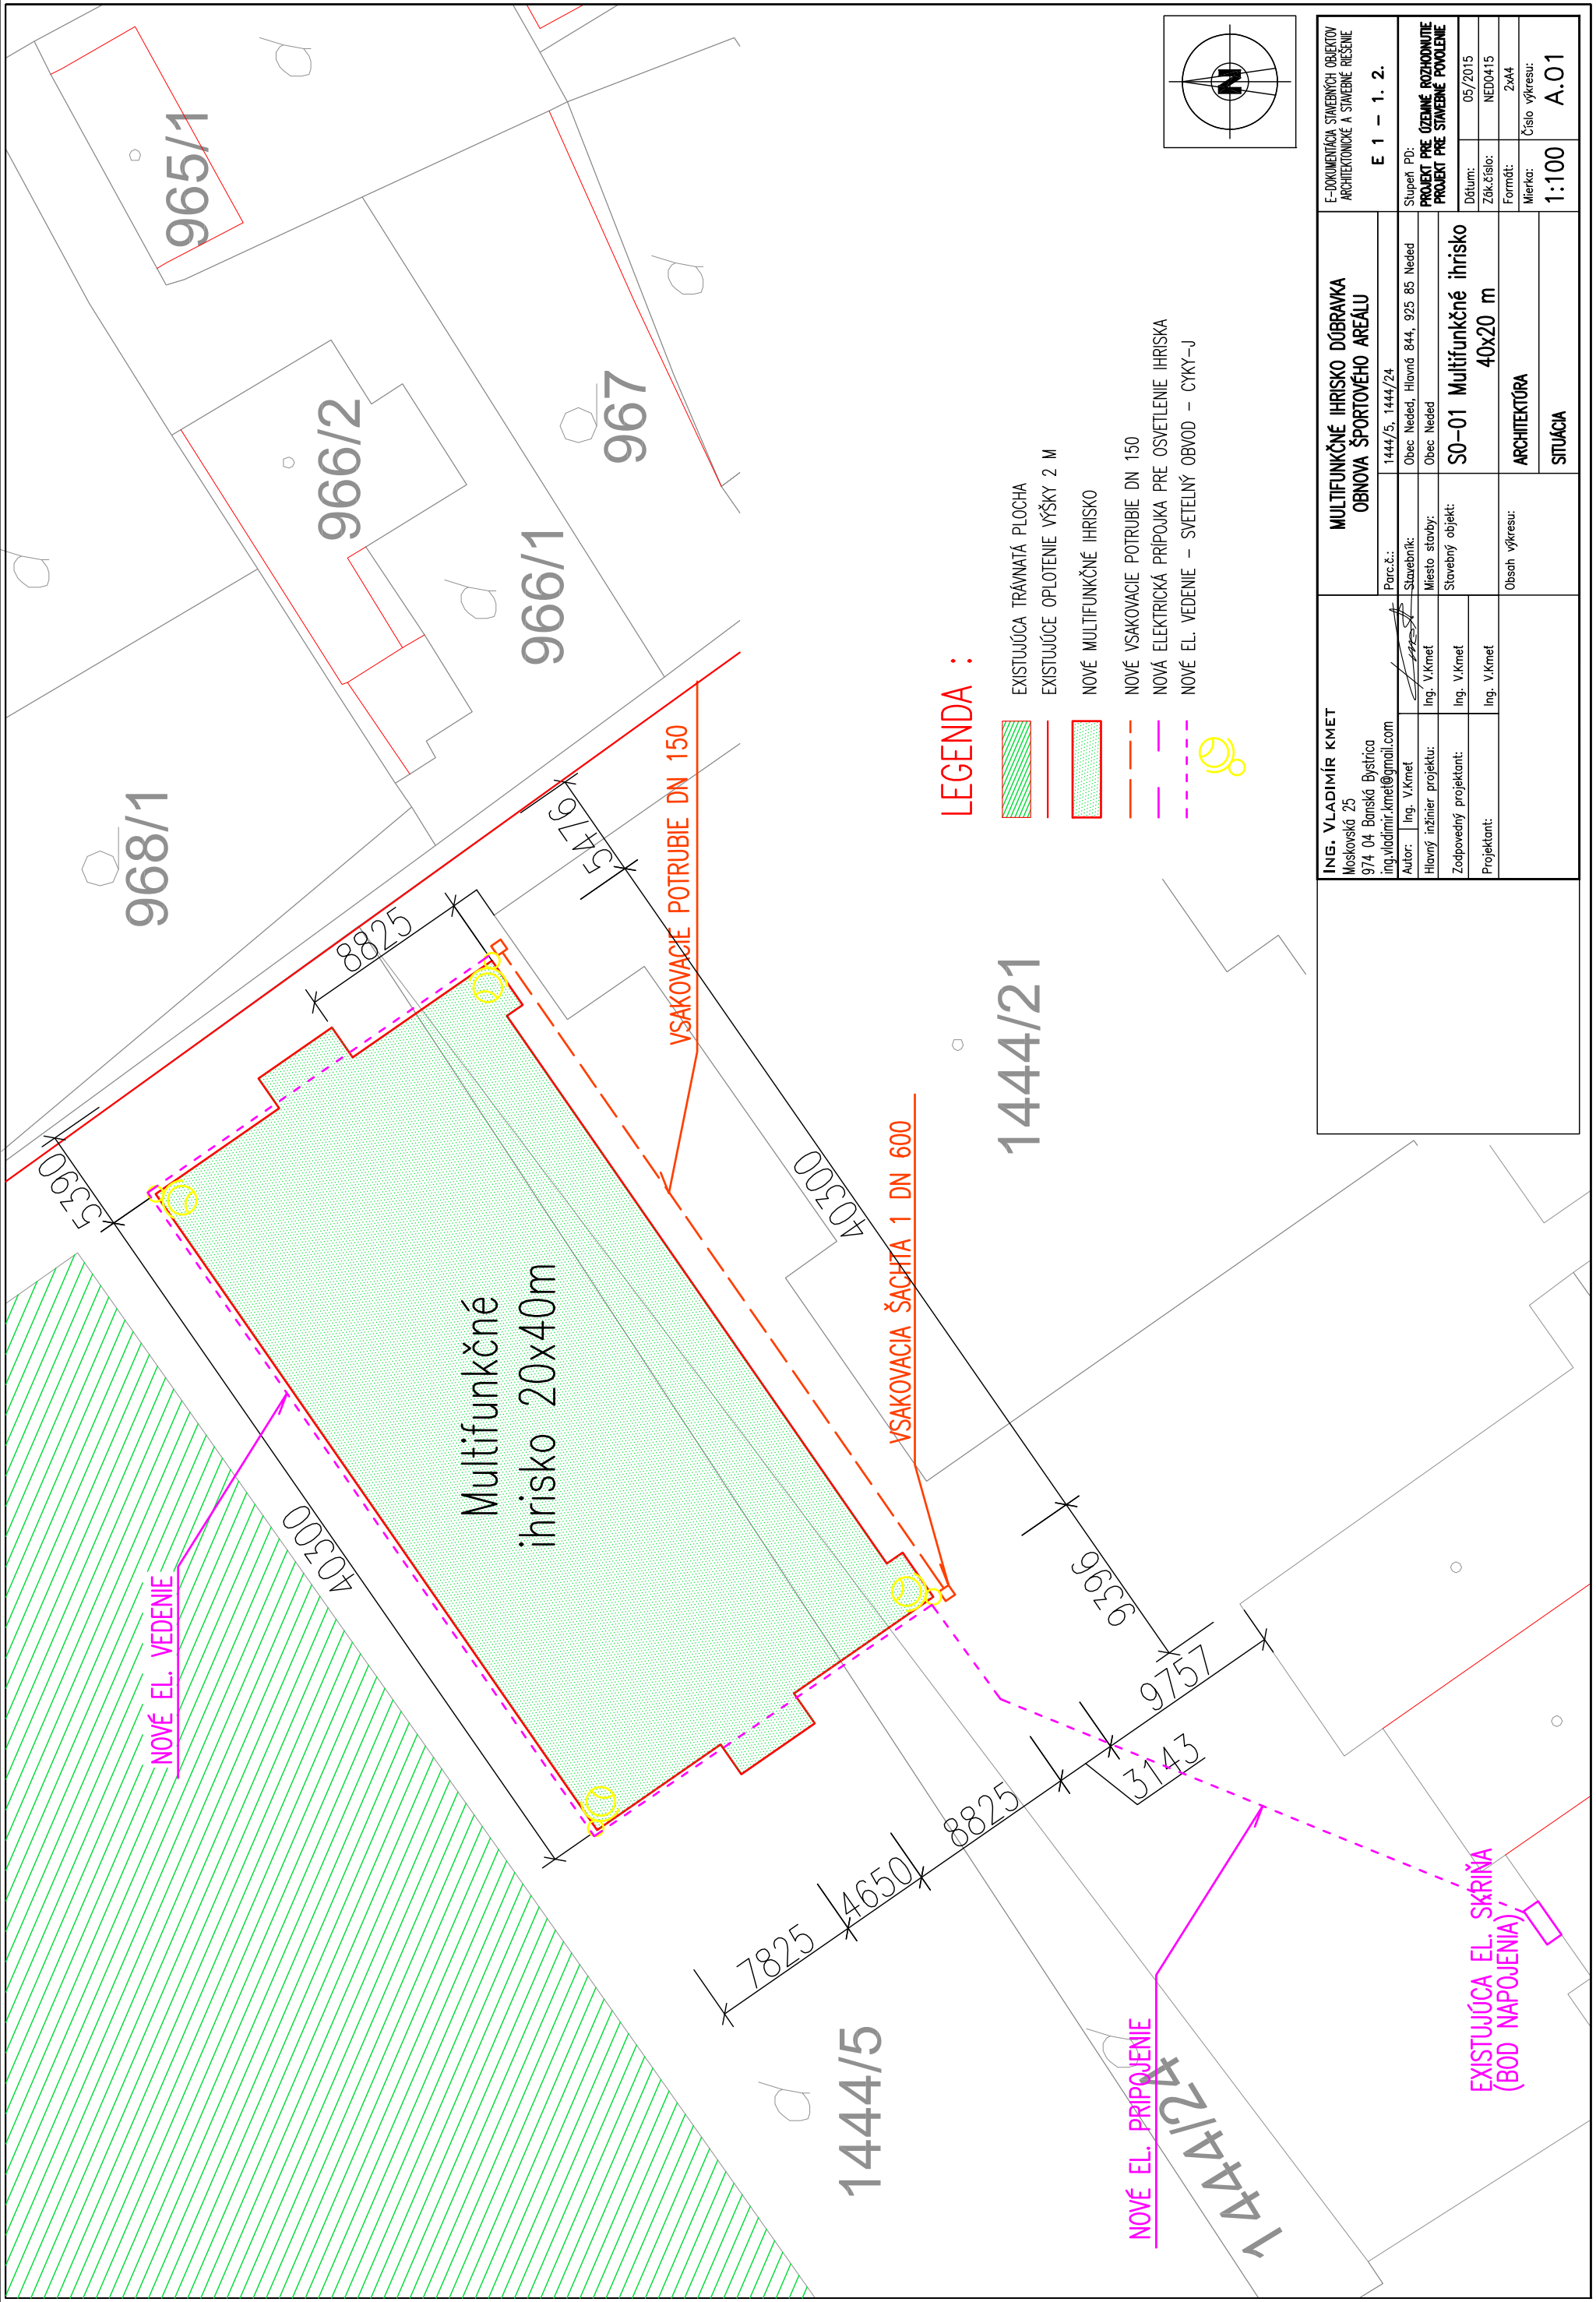 965/1
966/2
967
966/1
968/1
1444/21
1444/5
1444/24
5390
8825
5476
40300
40300
9396
9757
3143
8825
4650
7825
Multifunkčné
ihrisko 20x40m
NOVÉ EL. VEDENIE
VSAKOVACIE POTRUBIE DN 150
VSAKOVACIA ŠACHTA 1 DN 600
NOVÉ EL. PRIPOJENIE
EXISTUJÚCA EL. SKRIŇA
(BOD NAPOJENIA)
LEGENDA :
EXISTUJÚCA TRÁVNATÁ PLOCHA
EXISTUJÚCE OPLOTENIE VÝŠKY 2 M
NOVÉ MULTIFUNKČNÉ IHRISKO
NOVÉ VSAKOVACIE POTRUBIE DN 150
NOVÁ ELEKTRICKÁ PRÍPOJKA PRE OSVETLENIE IHRISKA
NOVÉ EL. VEDENIE - SVETELNÝ OBVOD - CYKY-J
N
ING. VLADIMÍR KMET
Moskovská 25
974 04 Banská Bystrica
ing.vladimir.kmet@gmail.com
Autor: Ing. V.Kmeť
Hlavný inžinier projektu: Ing. V.Kmeť
Zodpovedný projektant: Ing. V.Kmeť
Projektant: Ing. V.Kmeť
MULTIFUNKČNÉ IHRISKO DÚBRAVKA
OBNOVA ŠPORTOVÉHO AREÁLU
Parc.č.: 1444/5, 1444/24
Stavebník: Obec Neded, Hlavná 844, 925 85 Neded
Miesto stavby: Obec Neded
Stavebný objekt: SO-01 Multifunkčné ihrisko
40x20 m
Obsah výkresu: ARCHITEKTÚRA
SITUÁCIA
E-DOKUMENTÁCIA STAVEBNÝCH OBJEKTOV
ARCHITEKTONICKÉ A STAVEBNÉ RIEŠENIE
E 1 - 1. 2.
Stupeň PD:
PROJEKT PRE ÚZEMNÉ ROZHODNUTIE
PROJEKT PRE STAVEBNÉ POVOLENIE
Dátum: 05/2015
Zák.číslo: NED0415
Formát: 2xA4
Mierka: 1:100
Číslo výkresu: A.01